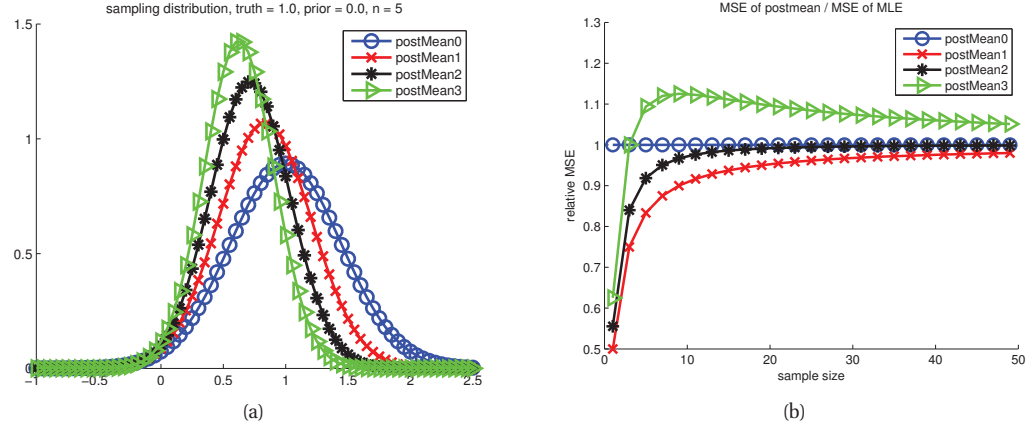 sampling distribution, truth = 1.0, prior = 0.0, n = 5
1.5
1
0.5
0
−1
−0.5
0
0.5
1
1.5
2
2.5
postMean0
postMean1
postMean2
postMean3
(a)
MSE of postmean / MSE of MLE
1.3
1.2
1.1
1
0.9
0.8
0.7
0.6
0.5
relative MSE
0
10
20
30
40
50
sample size
postMean0
postMean1
postMean2
postMean3
(b)